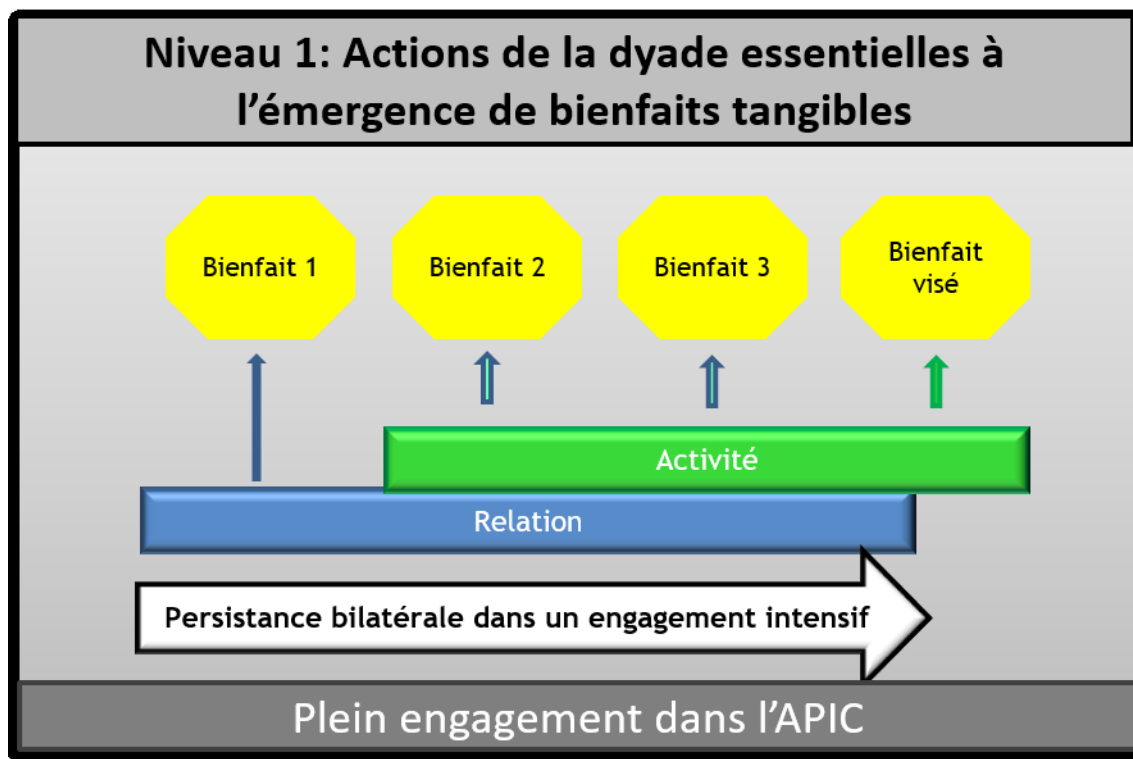 Niveau 1: Actions de la dyade essentielles à
l’émergence de bienfaits tangibles
Bienfait 1
Bienfait 2
Bienfait 3
Bienfait
visé
Activité
Relation
Persistance bilatérale dans un engagement intensif
Plein engagement dans l’APIC